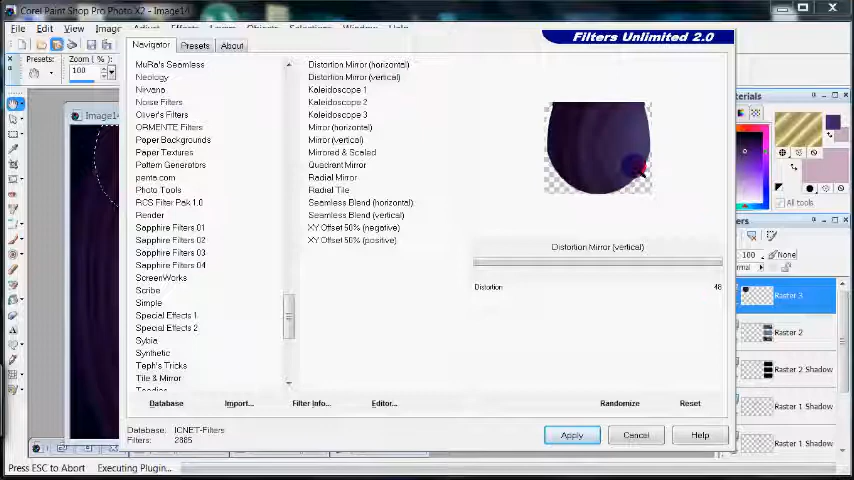 Corel Paint Shop Pro Photo X2 - Image14
File Edit View Image
Presets: Zoom (%):
100
Image14
Filters Unlimited 2.0
Navigator Presets About
MuRa's Seamless
Neology
Nirvana
Noise Filters
Oliver's Filters
ORMENTE Filters
Paper Backgrounds
Paper Textures
Pattern Generators
penta.com
Photo Tools
RCS Filter Pak 1.0
Render
Sapphire Filters 01
Sapphire Filters 02
Sapphire Filters 03
Sapphire Filters 04
ScreenWorks
Scribe
Simple
Special Effects 1
Special Effects 2
Sybia
Synthetic
Teph's Tricks
Tile & Mirror
Distortion Mirror (horizontal)
Distortion Mirror (vertical)
Kaleidoscope 1
Kaleidoscope 2
Kaleidoscope 3
Mirror (horizontal)
Mirror (vertical)
Mirrored & Scaled
Quadrant Mirror
Radial Mirror
Radial Tile
Seamless Blend (horizontal)
Seamless Blend (vertical)
XY Offset 50% (negative)
XY Offset 50% (positive)
Distortion Mirror (vertical)
Distortion 48
Database Import... Filter Info... Editor... Randomize Reset
Database: ICNET-Filters
Filters: 2885
Apply Cancel Help
aterials
All tools
ers
100 None
rmal
Raster 3
Raster 2
Raster 2 Shadow
Raster 1 Shadow
Raster 1 Shadow
Press ESC to Abort Executing Plugin...